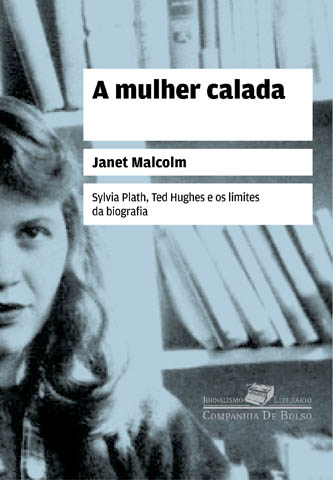 A mulher calada
Janet Malcolm
Sylvia Plath, Ted Hughes e os limites
da biografia
JORNALISMO LITERÁRIO
COMPANHIA DE BOLSO